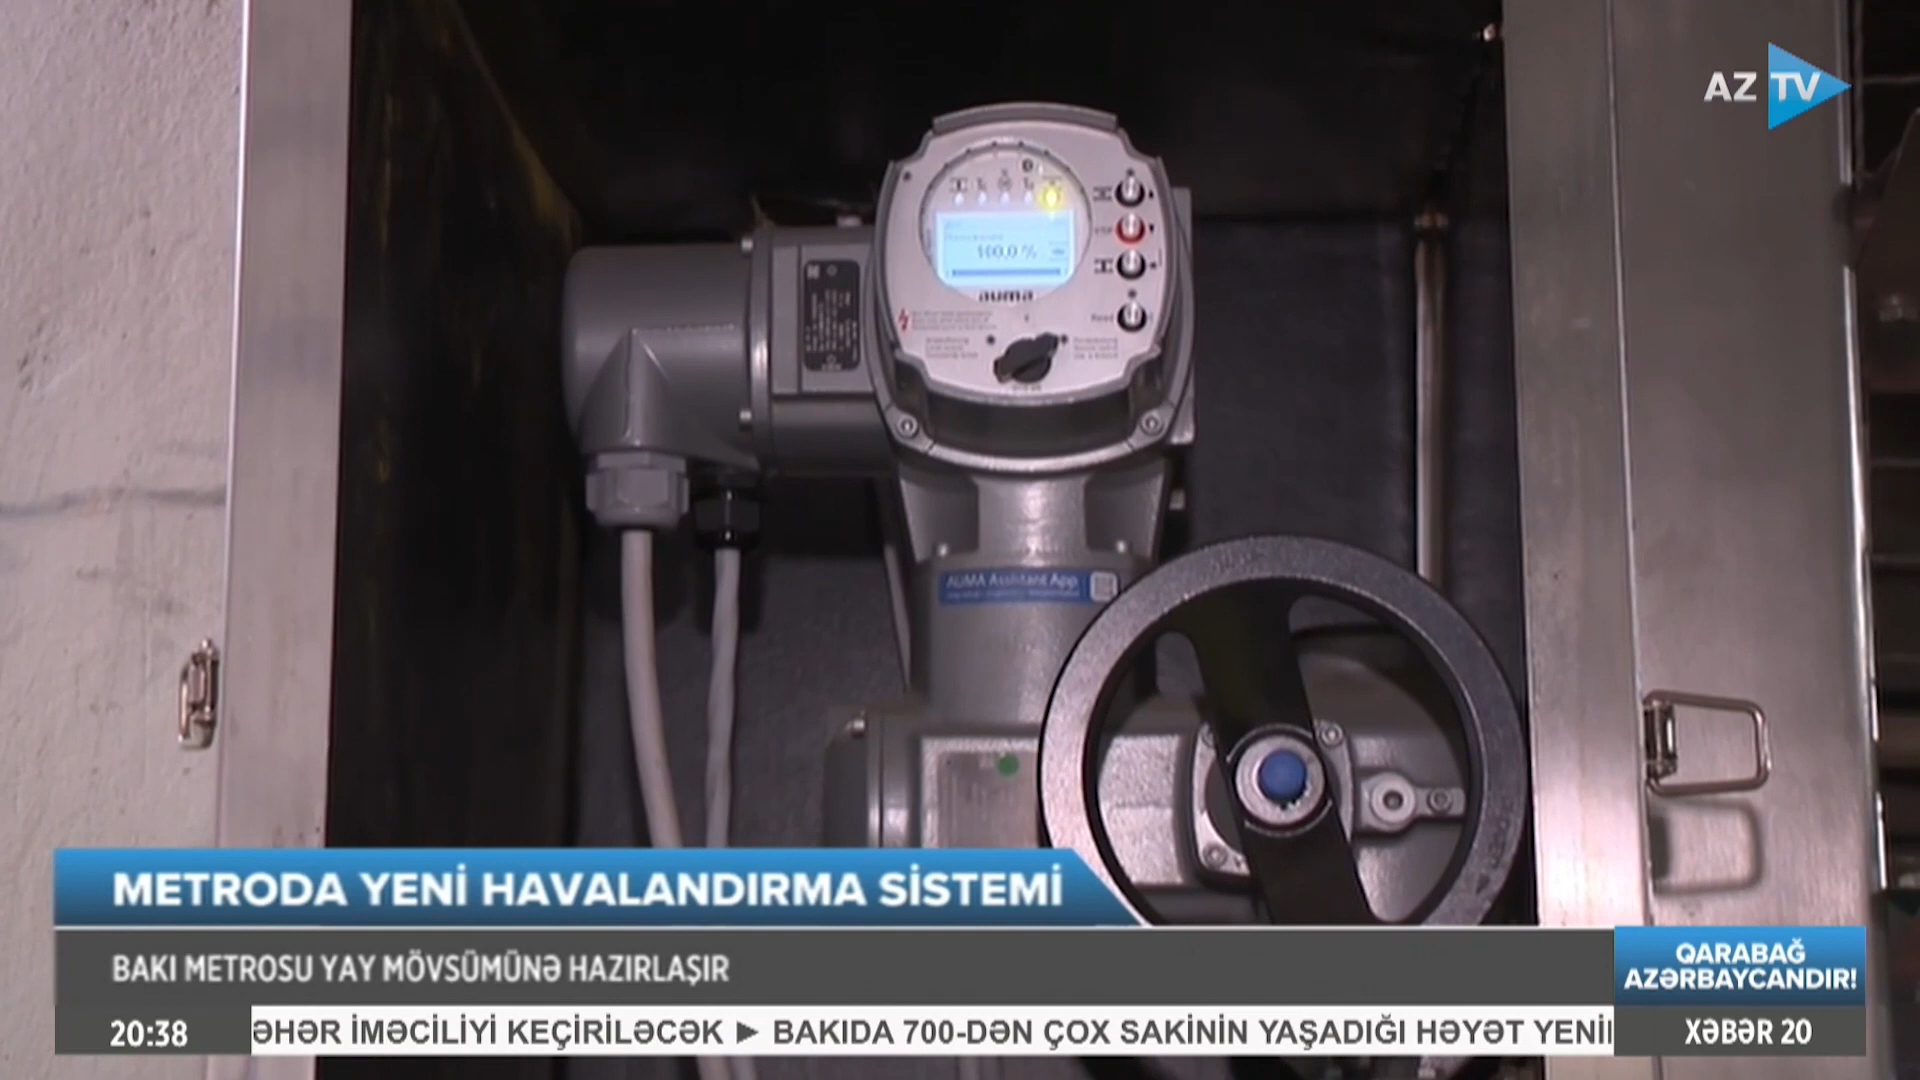 AZTV
100.0 %
auma
Reset
AUMA Assistant App
METRODA YENİ HAVALANDIRMA SİSTEMİ
BAKI METROSU YAY MÖVSÜMÜNƏ HAZIRLAŞIR
QARABAĞ
AZƏRBAYCANDIR!
20:38
ƏHƏR İMƏCİLİYİ KEÇİRİLƏCƏK ► BAKIDA 700-DƏN ÇOX SAKİNİN YAŞADIĞI HƏYƏT YENİ
XƏBƏR 20